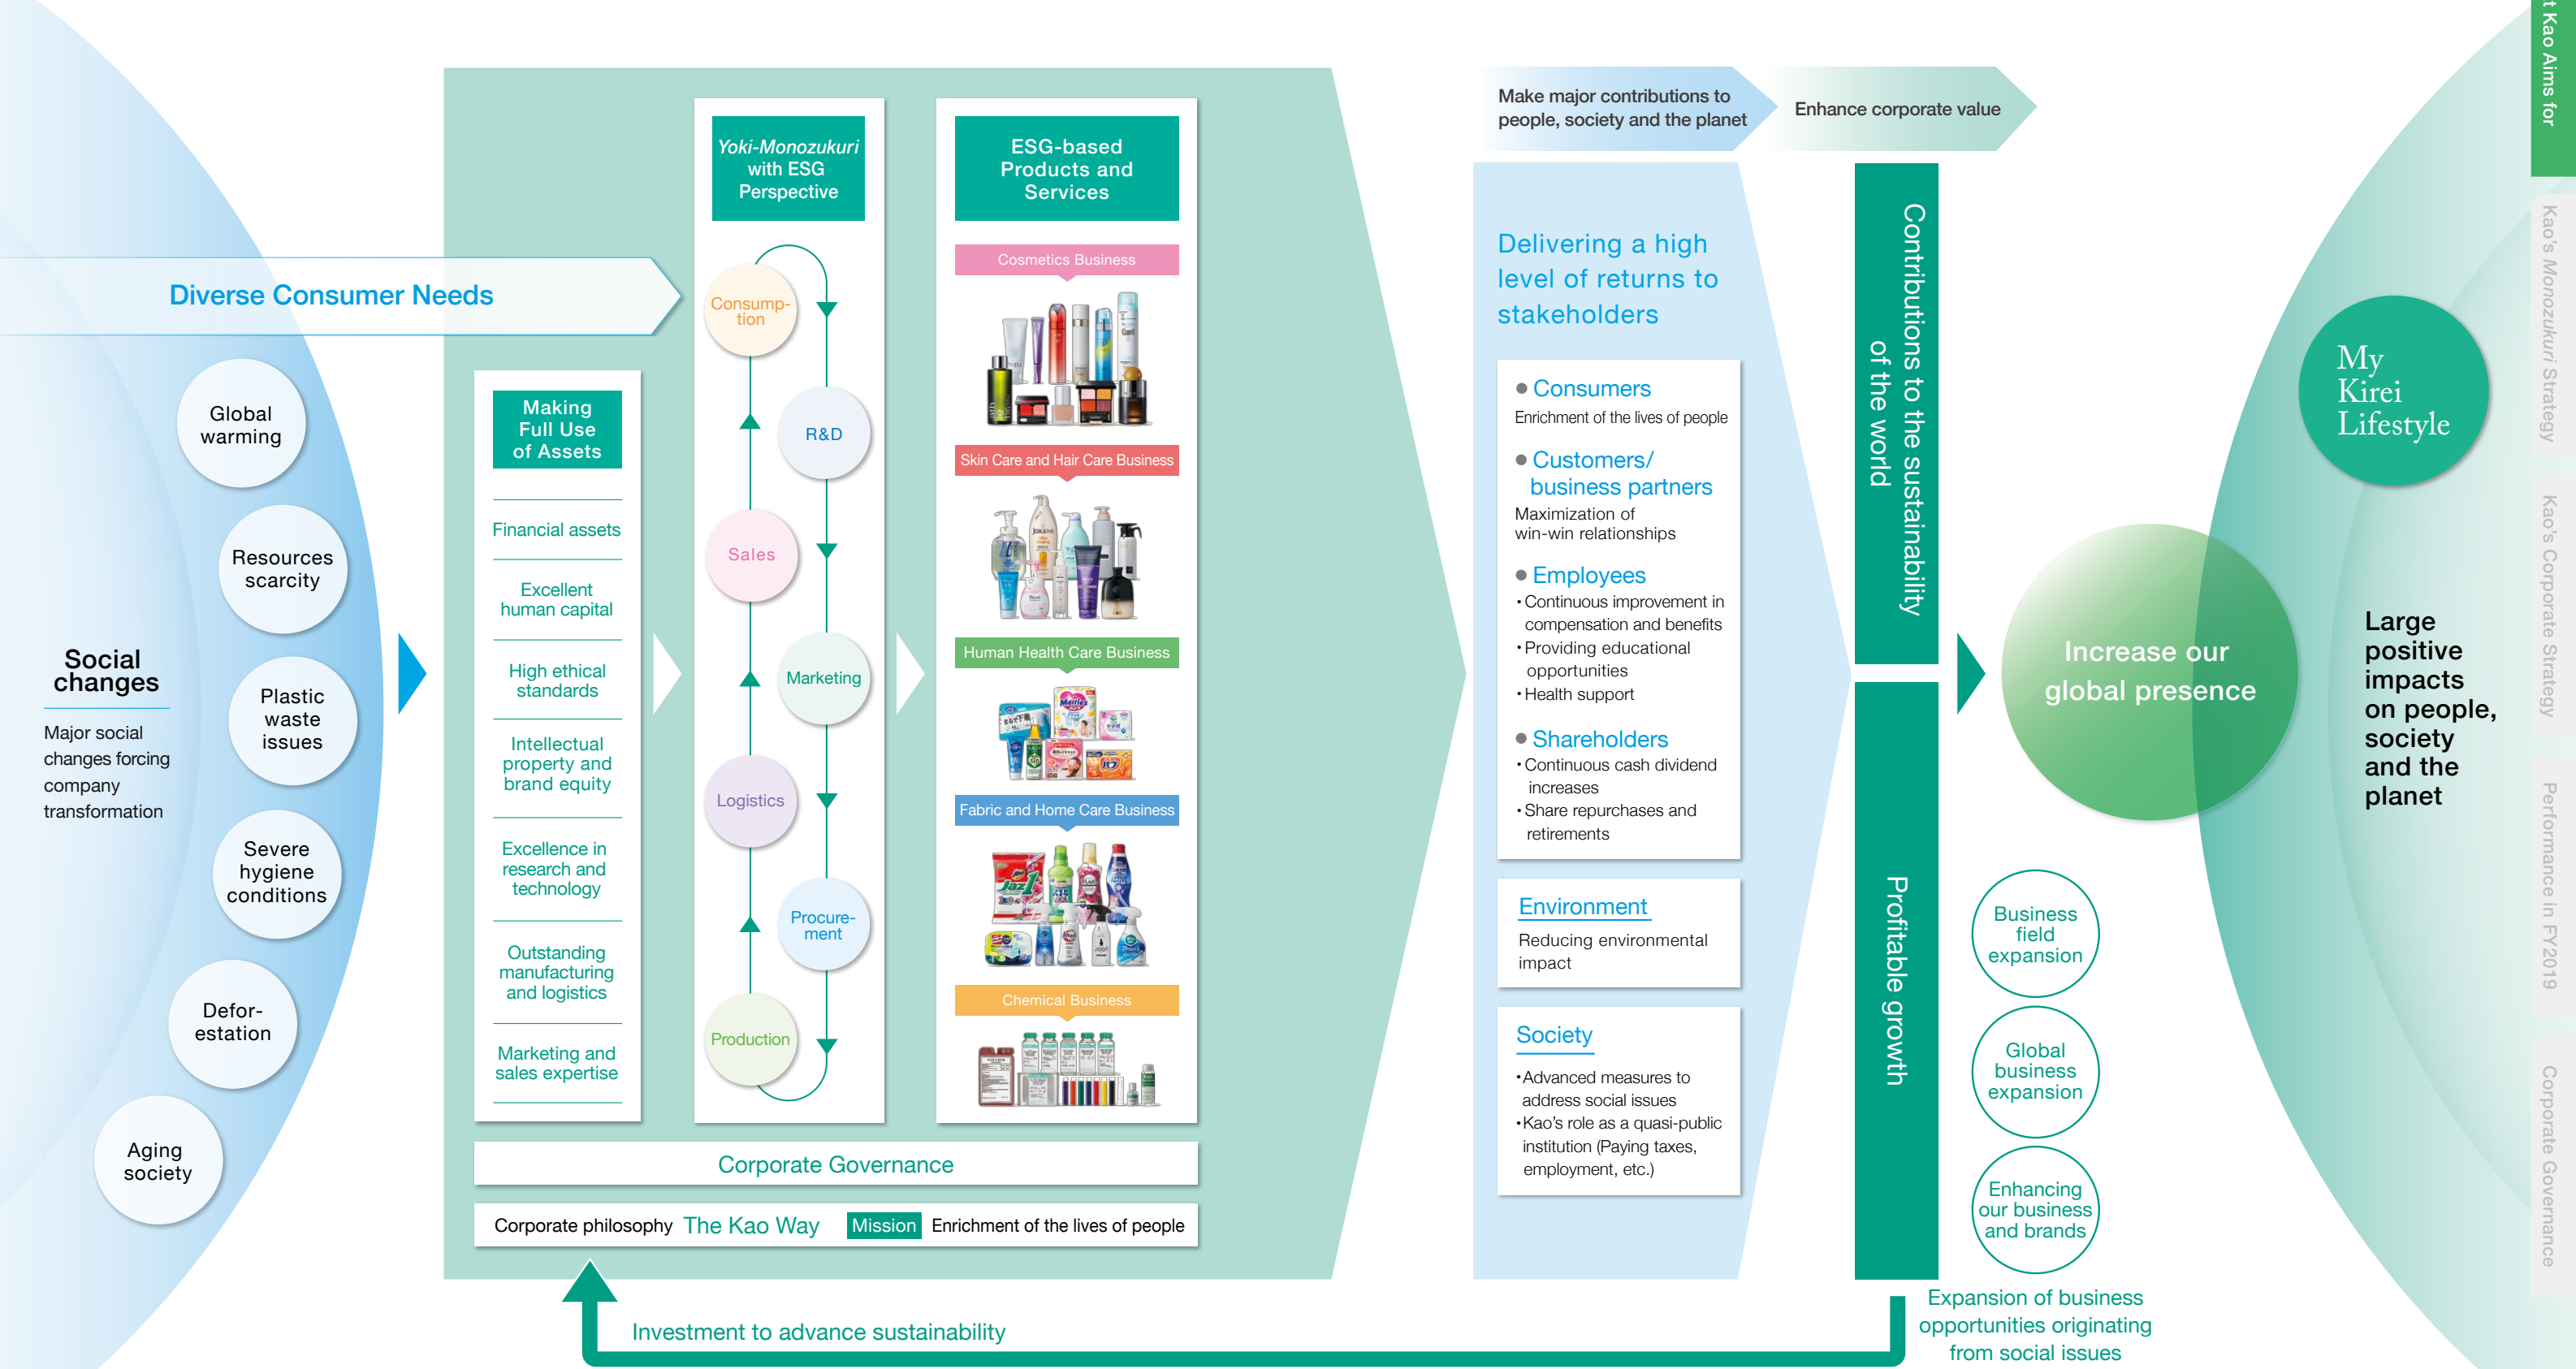 Diverse Consumer Needs
Global
warming
Resources
scarcity
Plastic
waste
issues
Severe
hygiene
conditions
Defor-
estation
Aging
society
Social
changes
Major social
changes forcing
company
transformation
Making
Full Use
of Assets
Financial assets
Excellent
human capital
High ethical
standards
Intellectual
property and
brand equity
Excellence in
research and
technology
Outstanding
manufacturing
and logistics
Marketing and
sales expertise
Yoki-Monozukuri
with ESG
Perspective
Consump-
tion
R&D
Sales
Marketing
Logistics
Procure-
ment
Production
ESG-based
Products and
Services
Cosmetics Business
Curél
Skin Care and Hair Care Business
JERGENS
Bioré
Human Health Care Business
Merries
Fabric and Home Care Business
Jaz1
Attack
Chemical Business
Corporate Governance
Corporate philosophy The Kao Way Mission Enrichment of the lives of people
Investment to advance sustainability
Make major contributions to
people, society and the planet
Enhance corporate value
Delivering a high
level of returns to
stakeholders
● Consumers
Enrichment of the lives of people
● Customers/
business partners
Maximization of
win-win relationships
● Employees
・Continuous improvement in
compensation and benefits
・Providing educational
opportunities
・Health support
● Shareholders
・Continuous cash dividend
increases
・Share repurchases and
retirements
Environment
Reducing environmental
impact
Society
・Advanced measures to
address social issues
・Kao's role as a quasi-public
institution (Paying taxes,
employment, etc.)
Contributions to the sustainability
of the world
Profitable growth
Increase our
global presence
Business
field
expansion
Global
business
expansion
Enhancing
our business
and brands
Expansion of business
opportunities originating
from social issues
My
Kirei
Lifestyle
Large
positive
impacts
on people,
society
and the
planet
t Kao Aims for
Kao's Monozukuri Strategy
Kao's Corporate Strategy
Performance in FY2019
Corporate Governance